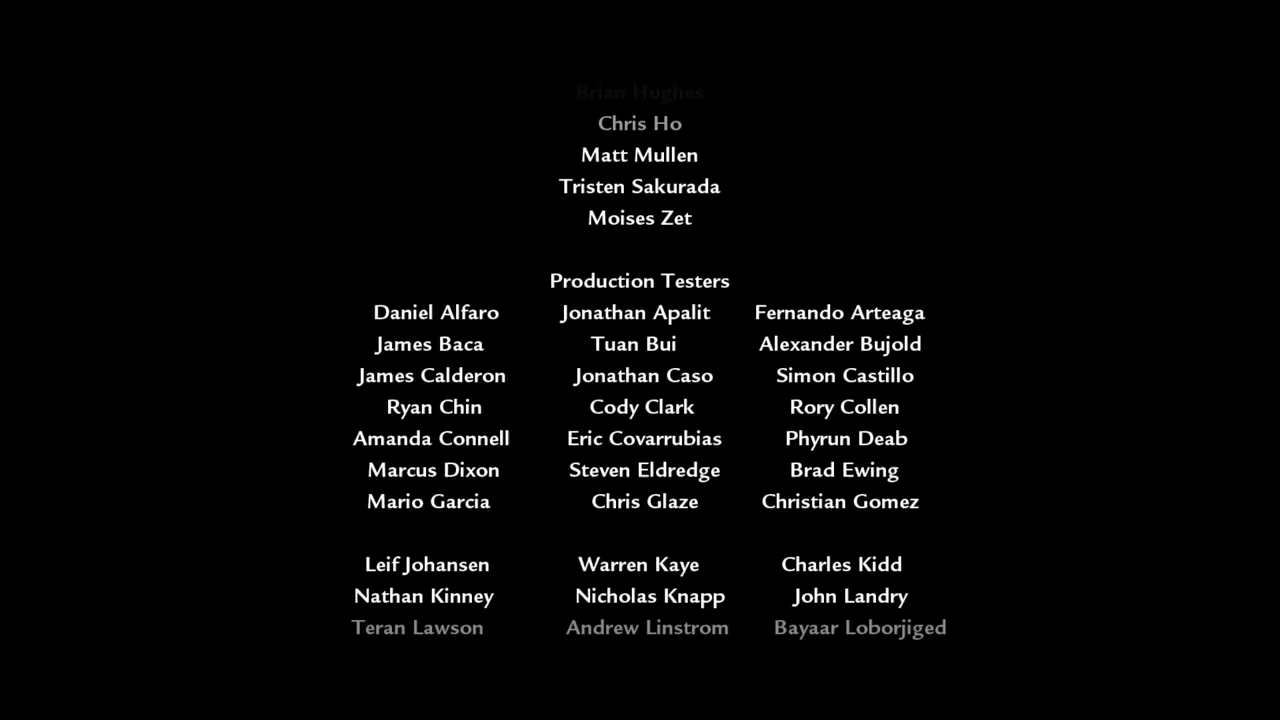 Brian Hughes
Chris Ho
Matt Mullen
Tristen Sakurada
Moises Zet
Production Testers
Daniel Alfaro Jonathan Apalit Fernando Arteaga
James Baca Tuan Bui Alexander Bujold
James Calderon Jonathan Caso Simon Castillo
Ryan Chin Cody Clark Rory Collen
Amanda Connell Eric Covarrubias Phyrun Deab
Marcus Dixon Steven Eldredge Brad Ewing
Mario Garcia Chris Glaze Christian Gomez
Leif Johansen Warren Kaye Charles Kidd
Nathan Kinney Nicholas Knapp John Landry
Teran Lawson Andrew Linstrom Bayaar Loborjiged